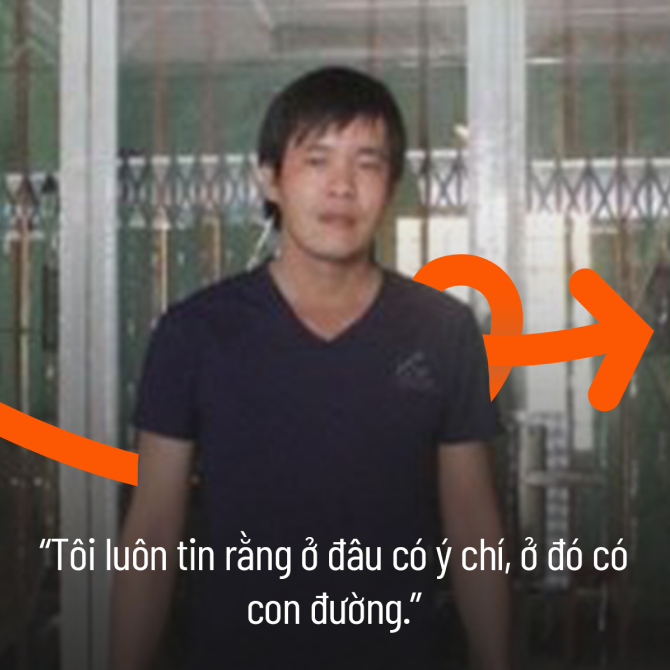 “Tôi luôn tin rằng ở đâu có ý chí, ở đó có
con đường.”